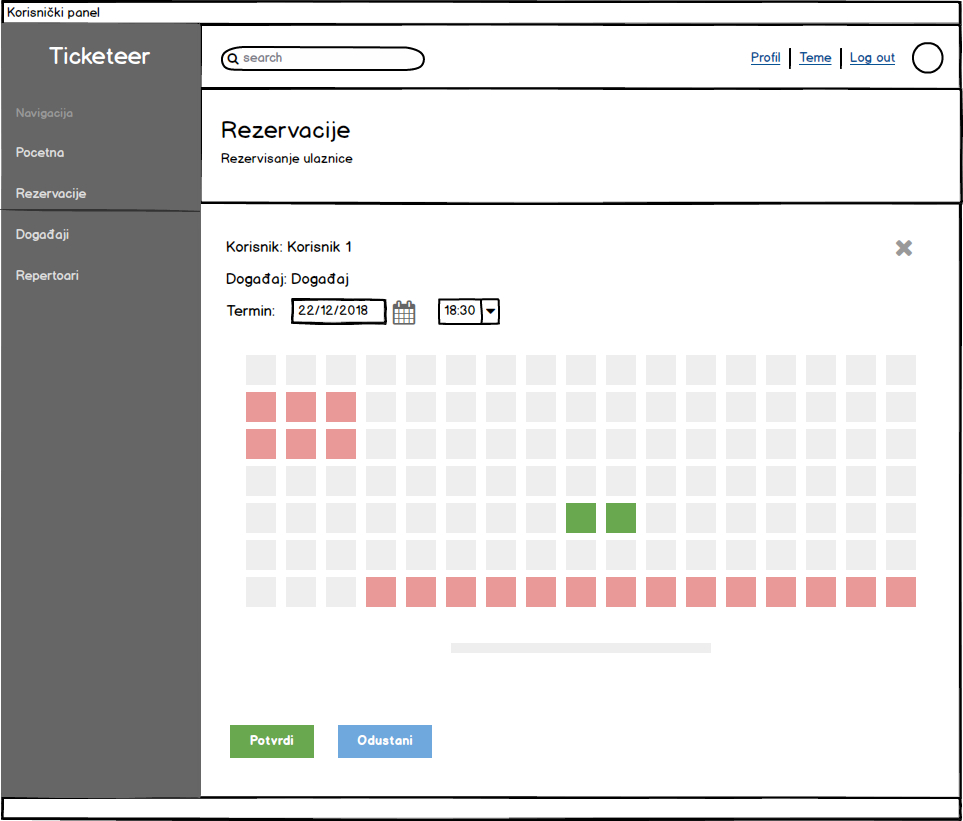 Korisnički panel
Ticketeer
search
Profil
Teme
Log out
Navigacija
Pocetna
Rezervacije
Događaji
Repertoari
Rezervacije
Rezervisanje ulaznice
Korisnik: Korisnik 1
Događaj: Događaj
Termin: 22/12/2018 18:30
Potvrdi
Odustani